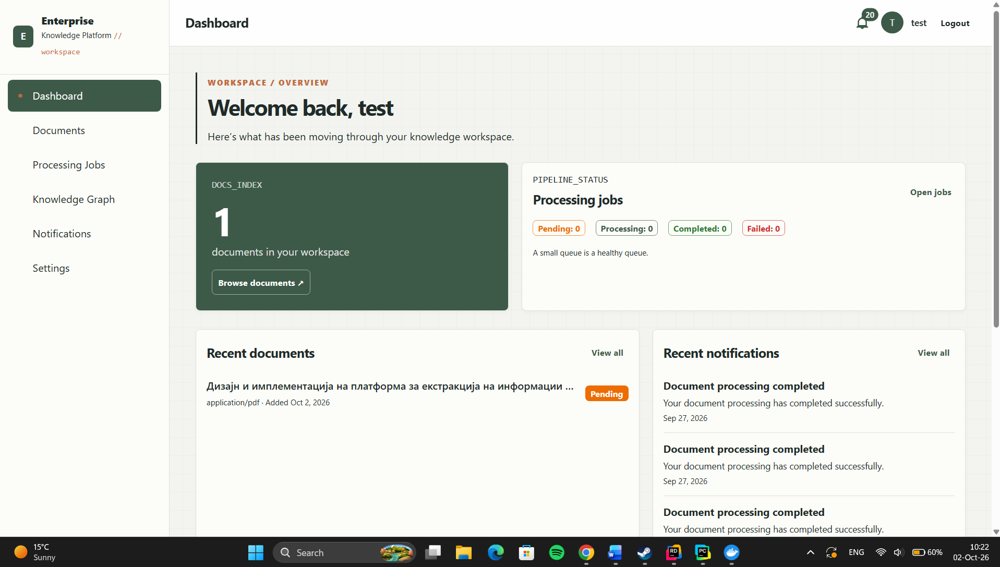 Enterprise
Knowledge Platform //
workspace
E
Dashboard
Documents
Processing Jobs
Knowledge Graph
Notifications
Settings
Dashboard
20
T
test
Logout
WORKSPACE / OVERVIEW
Welcome back, test
Here's what has been moving through your knowledge workspace.
DOCS_INDEX
1
documents in your workspace
Browse documents ↗
PIPELINE_STATUS
Processing jobs
Open jobs
Pending: 0
Processing: 0
Completed: 0
Failed: 0
A small queue is a healthy queue.
Recent documents
View all
Дизајн и имплементација на платформа за екстракција на информации ...
application/pdf · Added Oct 2, 2026
Pending
Recent notifications
View all
Document processing completed
Your document processing has completed successfully.
Sep 27, 2026
Document processing completed
Your document processing has completed successfully.
Sep 27, 2026
Document processing completed
Your document processing has completed successfully.
15°C
Sunny
Search
RD
PC
ENG
60%
10:22
02-Oct-26